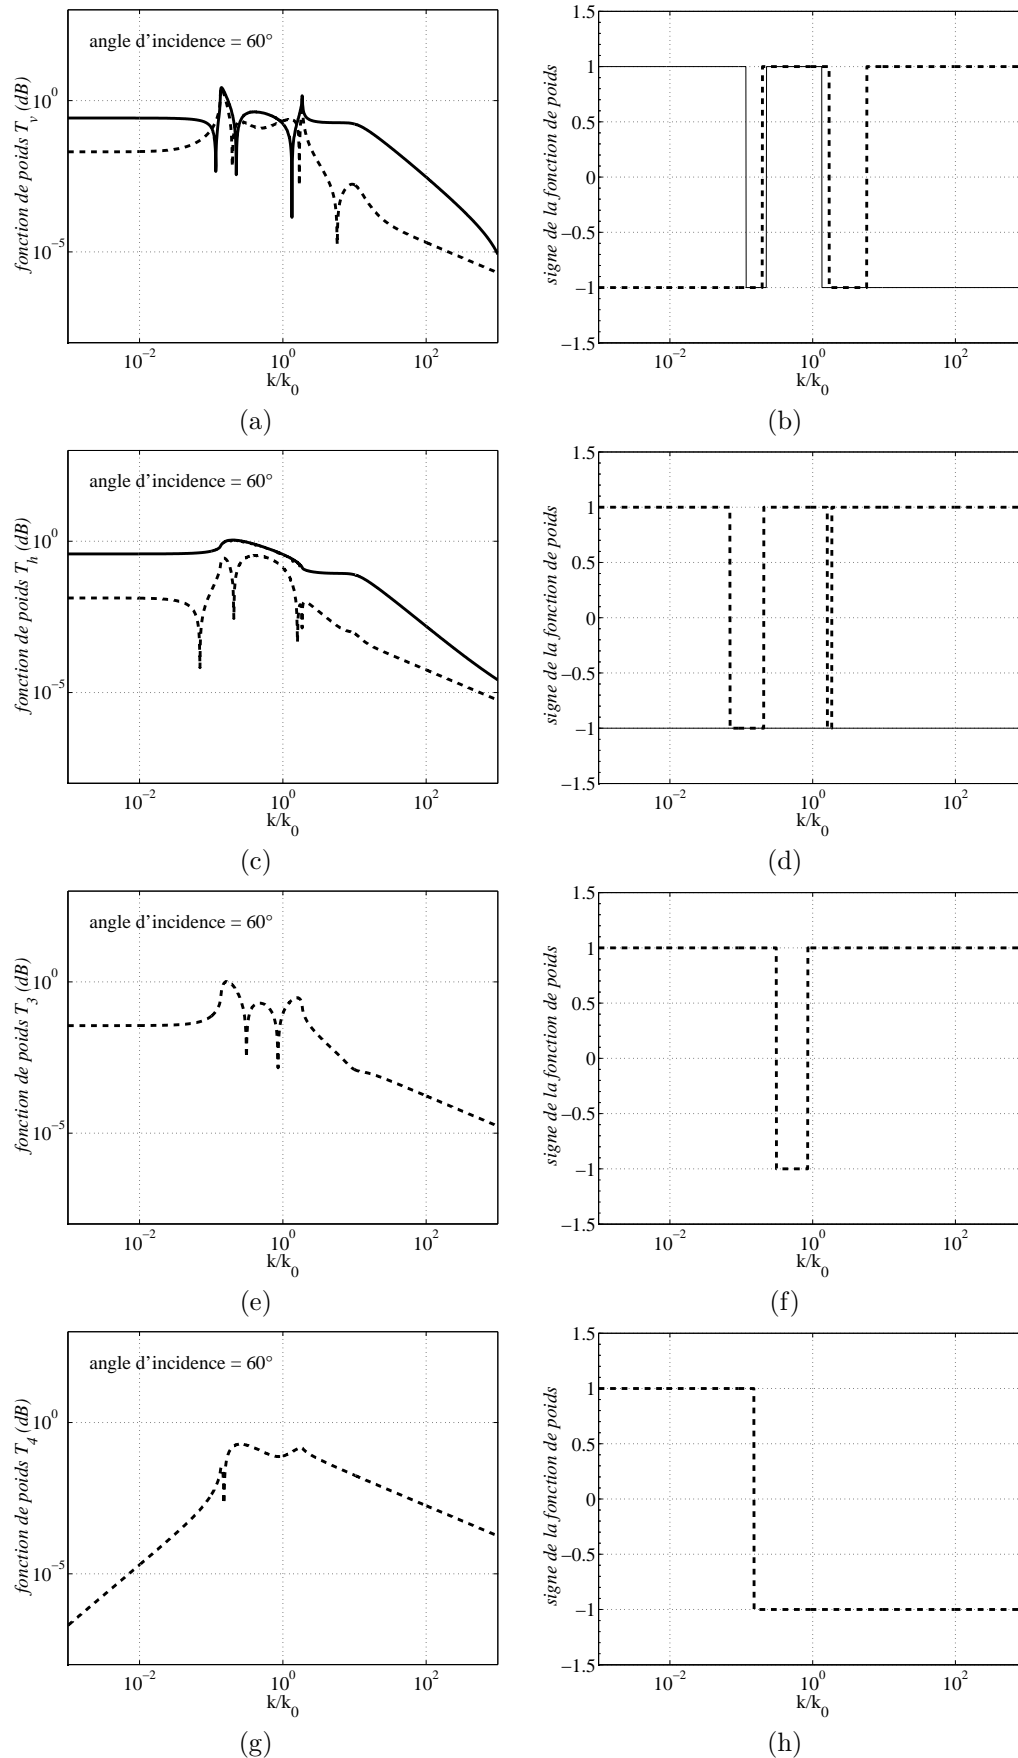 angle d'incidence = 60°
fonction de poids T_v (dB)
10^0
10^-5
10^-2
10^0
10^2
k/k_0
(a)
signe de la fonction de poids
1.5
1
0.5
0
−0.5
−1
−1.5
10^-2
10^0
10^2
k/k_0
(b)
angle d'incidence = 60°
fonction de poids T_h (dB)
10^0
10^-5
10^-2
10^0
10^2
k/k_0
(c)
signe de la fonction de poids
1.5
1
0.5
0
−0.5
−1
−1.5
10^-2
10^0
10^2
k/k_0
(d)
angle d'incidence = 60°
fonction de poids T_3 (dB)
10^0
10^-5
10^-2
10^0
10^2
k/k_0
(e)
signe de la fonction de poids
1.5
1
0.5
0
−0.5
−1
−1.5
10^-2
10^0
10^2
k/k_0
(f)
angle d'incidence = 60°
fonction de poids T_4 (dB)
10^0
10^-5
10^-2
10^0
10^2
k/k_0
(g)
signe de la fonction de poids
1.5
1
0.5
0
−0.5
−1
−1.5
10^-2
10^0
10^2
k/k_0
(h)